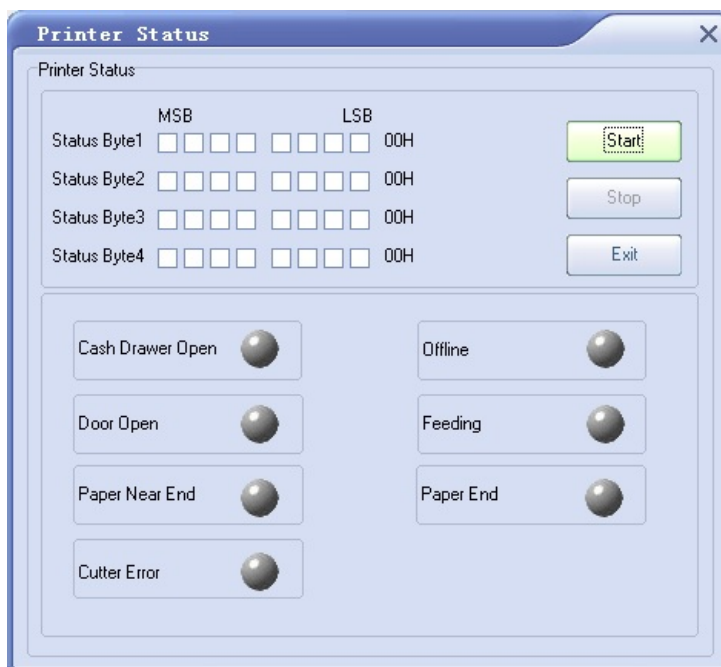 Printer Status
Printer Status
MSB LSB
Status Byte1 00H
Start
Status Byte2 00H
Stop
Status Byte3 00H
Status Byte4 00H
Exit
Cash Drawer Open Offline
Door Open Feeding
Paper Near End Paper End
Cutter Error